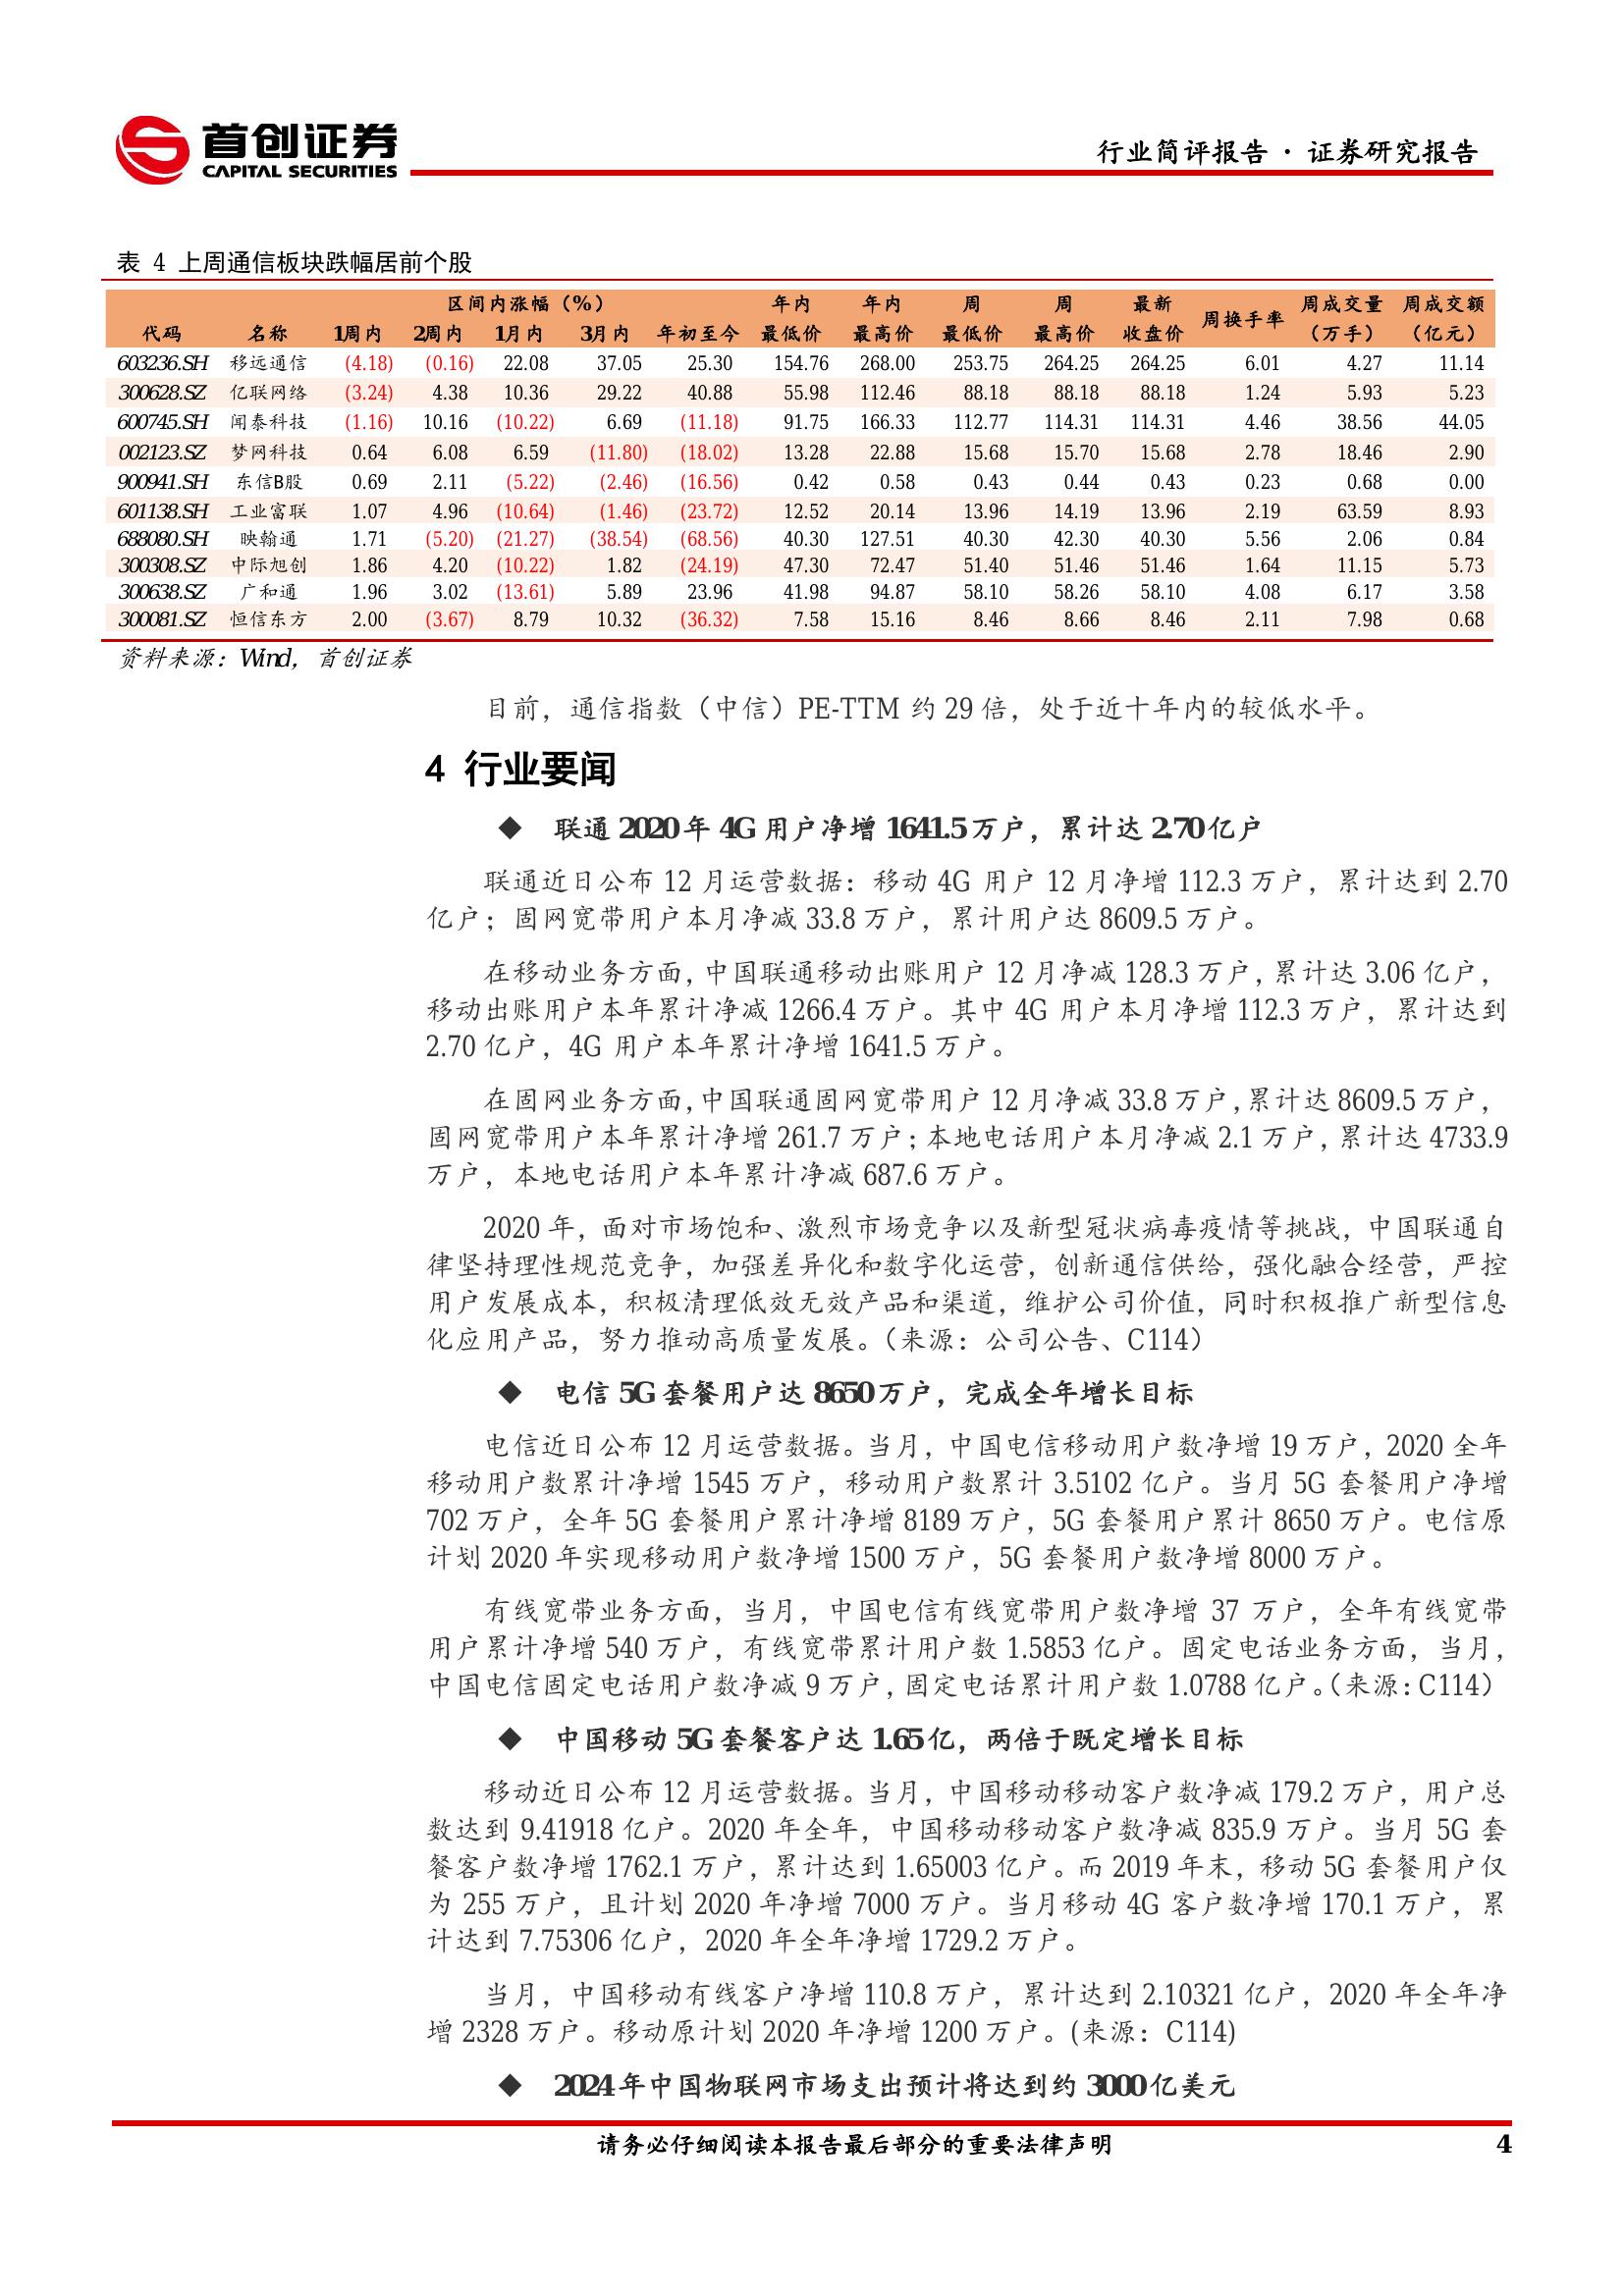 首创证券
CAPITAL SECURITIES
行业简评报告·证券研究报告
表 4 上周通信板块跌幅居前个股
区间内涨幅（%） 年内 年内 周 周 最新 周成交量 周成交额
代码 名称 1周内 2周内 1月内 3月内 年初至今 最低价 最高价 最低价 最高价 收盘价 周换手率 （万手） （亿元）
603236.SH 移远通信 (4.18) (0.16) 22.08 37.05 25.30 154.76 268.00 253.75 264.25 264.25 6.01 4.27 11.14
300628.SZ 亿联网络 (3.24) 4.38 10.36 29.22 40.88 55.98 112.46 88.18 88.18 88.18 1.24 5.93 5.23
600745.SH 闻泰科技 (1.16) 10.16 (10.22) 6.69 (11.18) 91.75 166.33 112.77 114.31 114.31 4.46 38.56 44.05
002123.SZ 梦网科技 0.64 6.08 6.59 (11.80) (18.02) 13.28 22.88 15.68 15.70 15.68 2.78 18.46 2.90
900941.SH 东信B股 0.69 2.11 (5.22) (2.46) (16.56) 0.42 0.58 0.43 0.44 0.43 0.23 0.68 0.00
601138.SH 工业富联 1.07 4.96 (10.64) (1.46) (23.72) 12.52 20.14 13.96 14.19 13.96 2.19 63.59 8.93
688080.SH 映翰通 1.71 (5.20) (21.27) (38.54) (68.56) 40.30 127.51 40.30 42.30 40.30 5.56 2.06 0.84
300308.SZ 中际旭创 1.86 4.20 (10.22) 1.82 (24.19) 47.30 72.47 51.40 51.46 51.46 1.64 11.15 5.73
300638.SZ 广和通 1.96 3.02 (13.61) 5.89 23.96 41.98 94.87 58.10 58.26 58.10 4.08 6.17 3.58
300081.SZ 恒信东方 2.00 (3.67) 8.79 10.32 (36.32) 7.58 15.16 8.46 8.66 8.46 2.11 7.98 0.68
资料来源：Wind，首创证券
目前，通信指数（中信）PE-TTM 约 29 倍，处于近十年内的较低水平。
4 行业要闻
◆ 联通 2020 年 4G 用户净增 1641.5 万户，累计达 2.70 亿户
联通近日公布 12 月运营数据：移动 4G 用户 12 月净增 112.3 万户，累计达到 2.70
亿户；固网宽带用户本月净减 33.8 万户，累计用户达 8609.5 万户。
在移动业务方面，中国联通移动出账用户 12 月净减 128.3 万户，累计达 3.06 亿户，
移动出账用户本年累计净减 1266.4 万户。其中 4G 用户本月净增 112.3 万户，累计达到
2.70 亿户，4G 用户本年累计净增 1641.5 万户。
在固网业务方面，中国联通固网宽带用户 12 月净减 33.8 万户，累计达 8609.5 万户，
固网宽带用户本年累计净增 261.7 万户；本地电话用户本月净减 2.1 万户，累计达 4733.9
万户，本地电话用户本年累计净减 687.6 万户。
2020 年，面对市场饱和、激烈市场竞争以及新型冠状病毒疫情等挑战，中国联通自
律坚持理性规范竞争，加强差异化和数字化运营，创新通信供给，强化融合经营，严控
用户发展成本，积极清理低效无效产品和渠道，维护公司价值，同时积极推广新型信息
化应用产品，努力推动高质量发展。（来源：公司公告、C114）
◆ 电信 5G 套餐用户达 8650 万户，完成全年增长目标
电信近日公布 12 月运营数据。当月，中国电信移动用户数净增 19 万户，2020 全年
移动用户数累计净增 1545 万户，移动用户数累计 3.5102 亿户。当月 5G 套餐用户净增
702 万户，全年 5G 套餐用户累计净增 8189 万户，5G 套餐用户累计 8650 万户。电信原
计划 2020 年实现移动用户数净增 1500 万户，5G 套餐用户数净增 8000 万户。
有线宽带业务方面，当月，中国电信有线宽带用户数净增 37 万户，全年有线宽带
用户累计净增 540 万户，有线宽带累计用户数 1.5853 亿户。固定电话业务方面，当月，
中国电信固定电话用户数净减 9 万户，固定电话累计用户数 1.0788 亿户。（来源：C114）
◆ 中国移动 5G 套餐客户达 1.65 亿，两倍于既定增长目标
移动近日公布 12 月运营数据。当月，中国移动移动客户数净减 179.2 万户，用户总
数达到 9.41918 亿户。2020 年全年，中国移动移动客户数净减 835.9 万户。当月 5G 套
餐客户数净增 1762.1 万户，累计达到 1.65003 亿户。而 2019 年末，移动 5G 套餐用户仅
为 255 万户，且计划 2020 年净增 7000 万户。当月移动 4G 客户数净增 170.1 万户，累
计达到 7.75306 亿户，2020 年全年净增 1729.2 万户。
当月，中国移动有线客户净增 110.8 万户，累计达到 2.10321 亿户，2020 年全年净
增 2328 万户。移动原计划 2020 年净增 1200 万户。(来源：C114)
◆ 2024 年中国物联网市场支出预计将达到约 3000 亿美元
请务必仔细阅读本报告最后部分的重要法律声明 4